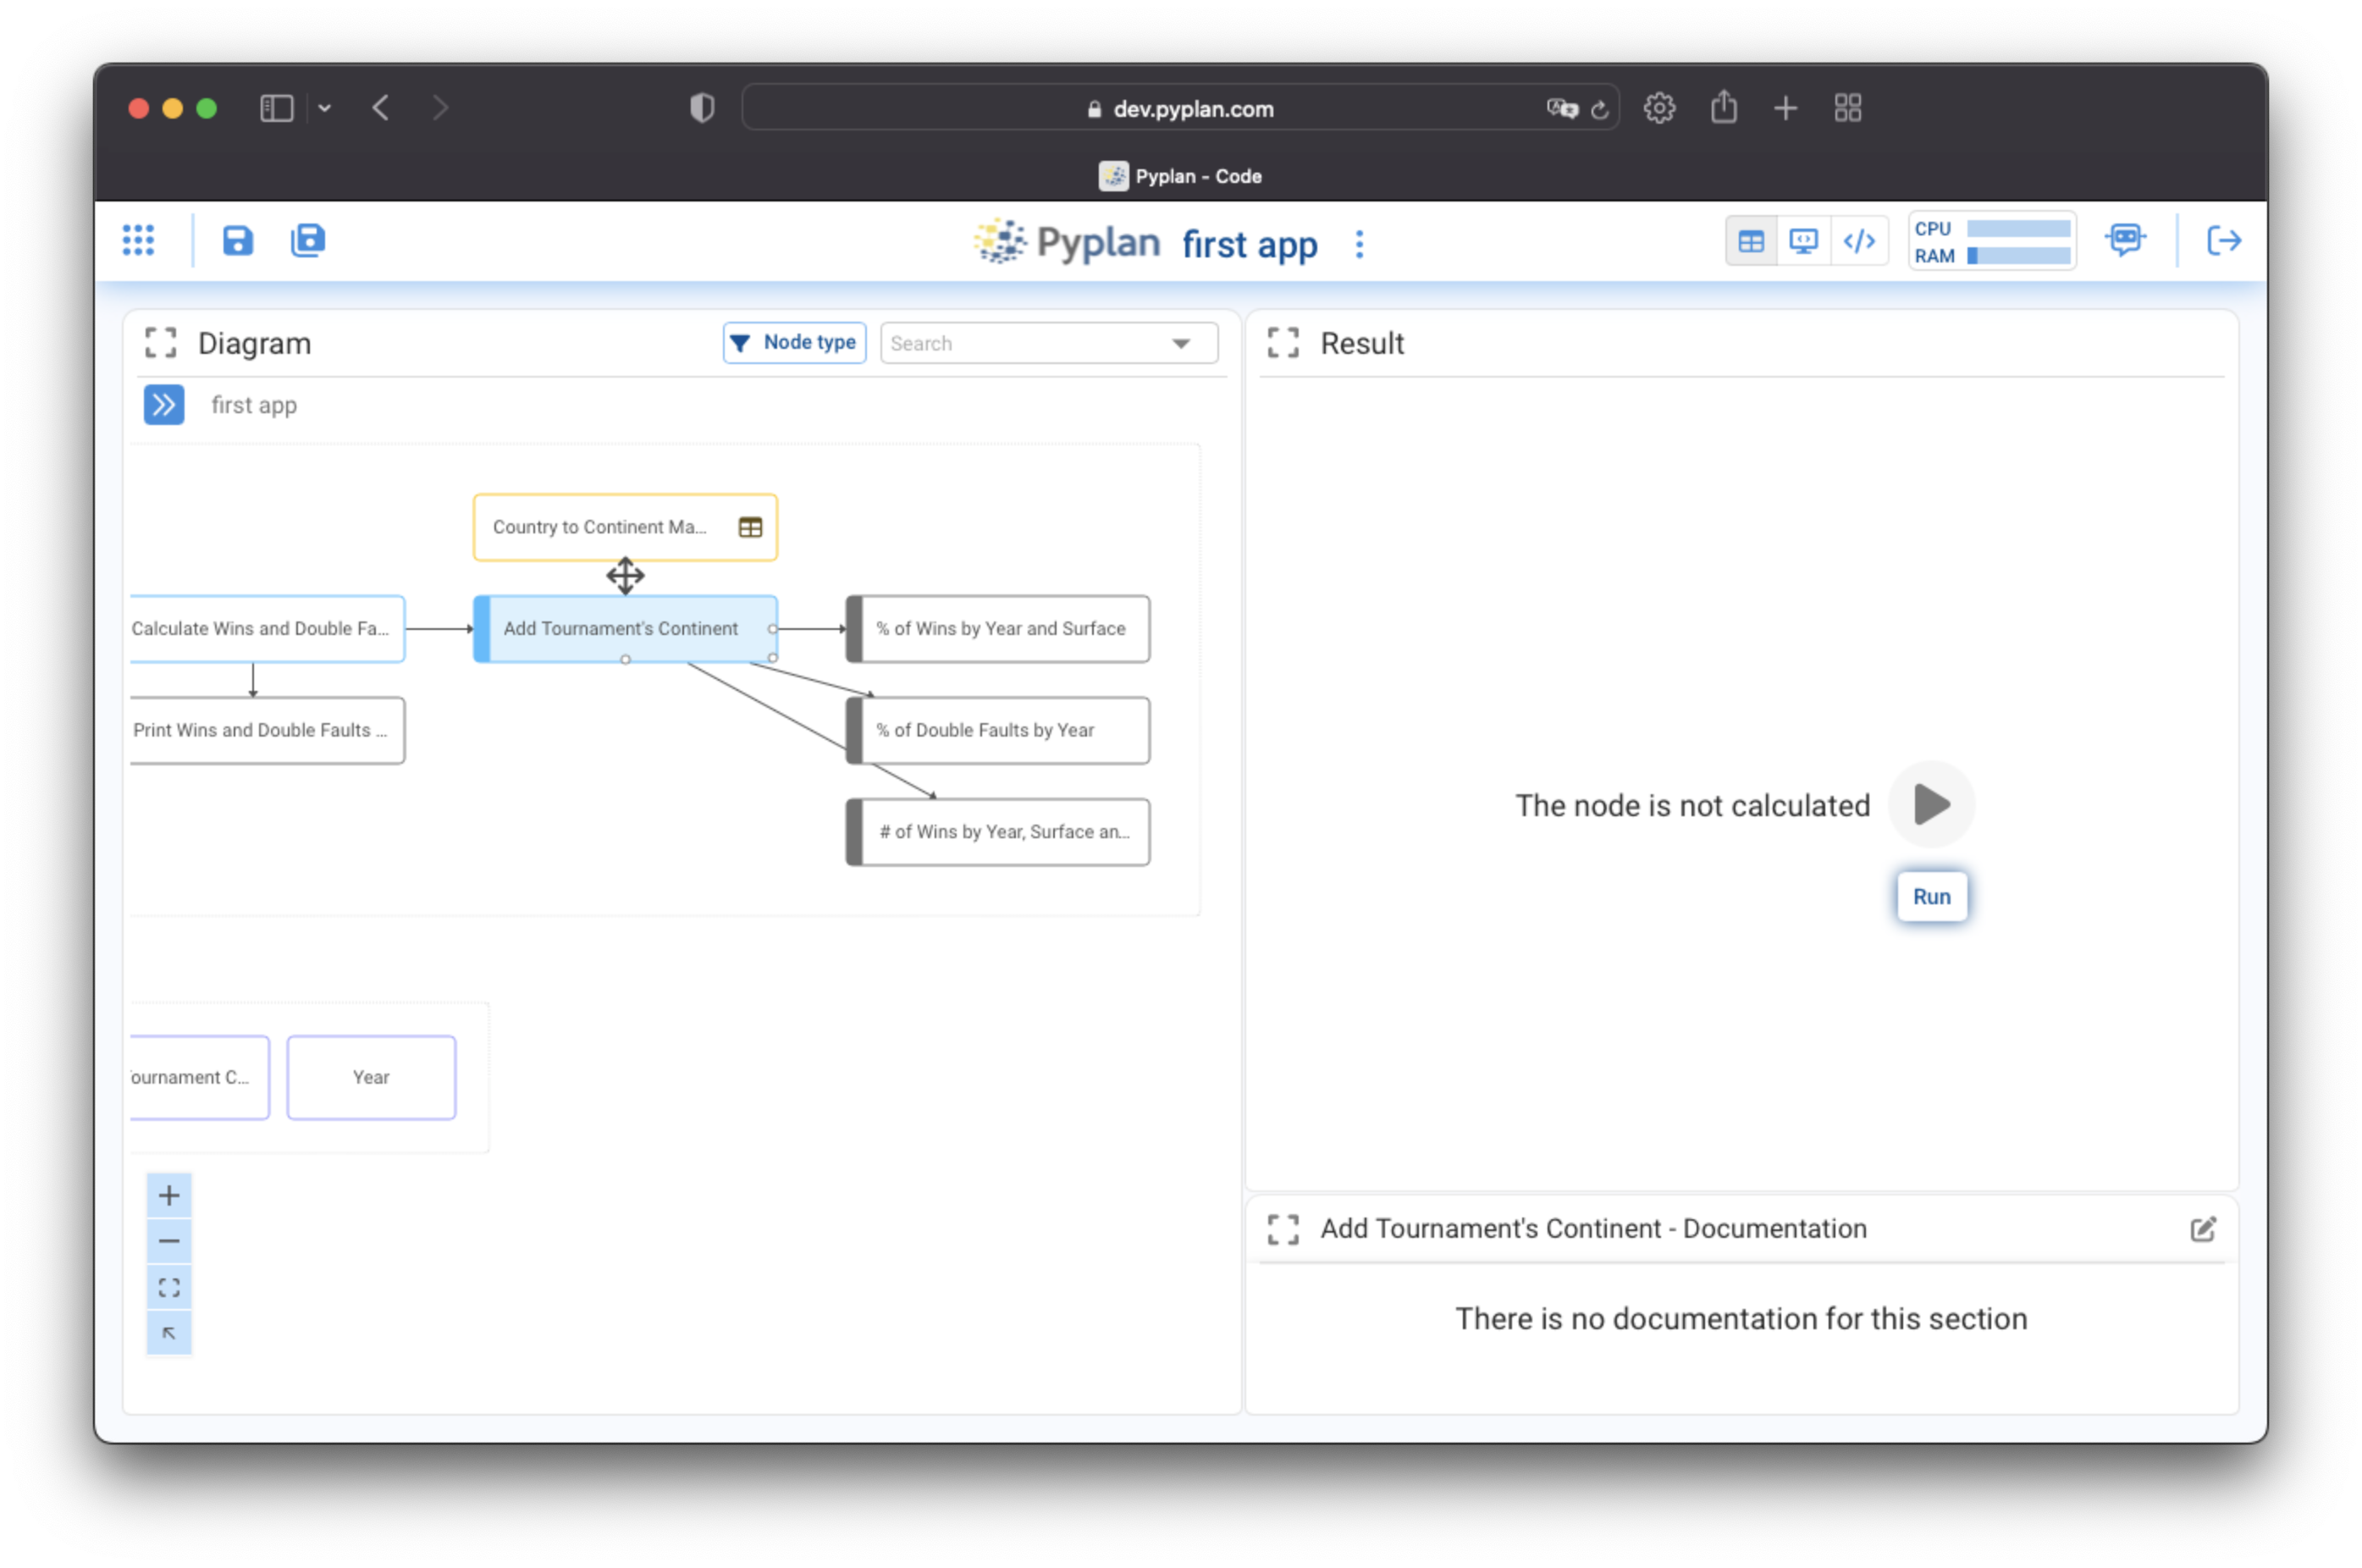 dev.pyplan.com
Pyplan - Code
Pyplan first app
CPU
RAM
Diagram
Node type
Search
Result
first app
Country to Continent Ma...
Calculate Wins and Double Fa...
Add Tournament's Continent
% of Wins by Year and Surface
Print Wins and Double Faults ...
% of Double Faults by Year
# of Wins by Year, Surface an...
The node is not calculated
Run
ournament C...
Year
Add Tournament's Continent - Documentation
There is no documentation for this section